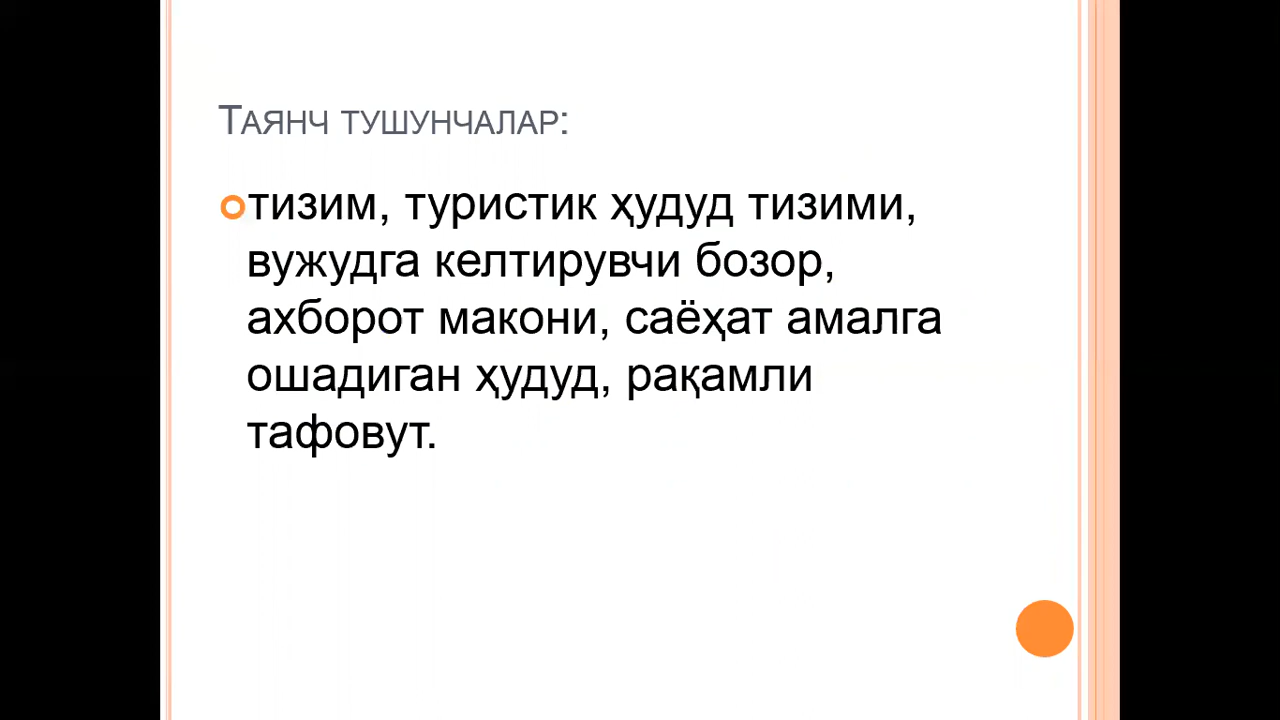 Таянч тушунчалар:
тизим, туристик ҳудуд тизими,
вужудга келтирувчи бозор,
ахборот макони, саёҳат амалга
ошадиган ҳудуд, рақамли
тафовут.